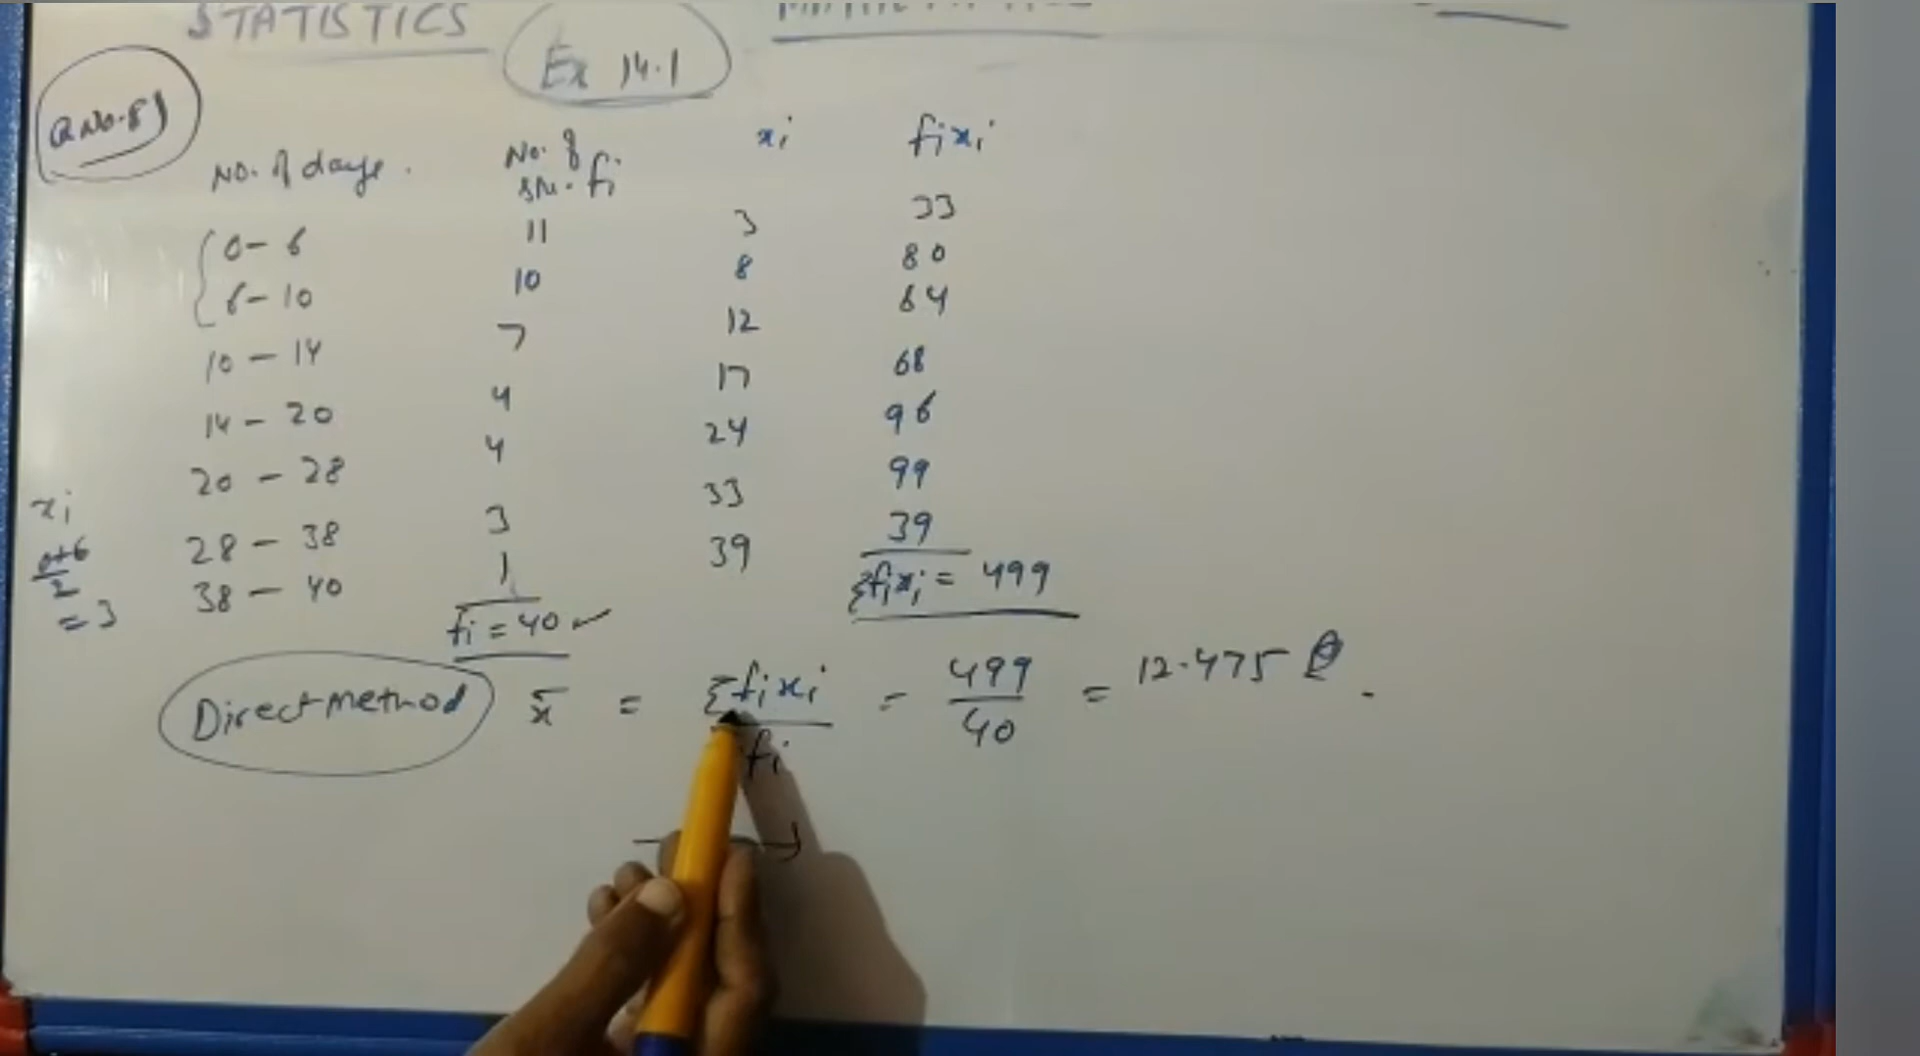 STATISTICS
Ex 14.1
Q No. 8)
No. of days. No. of stu. fi xi fixi
0 - 6 11 3 33
6 - 10 10 8 80
10 - 14 7 12 84
14 - 20 4 17 68
20 - 28 4 24 96
28 - 38 3 33 99
38 - 40 1 39 39
fi = 40 ✓ Σfixi = 499
xi
0+6
2
= 3
Direct method x̄ = Σfixi / fi = 499 / 40 = 12.475